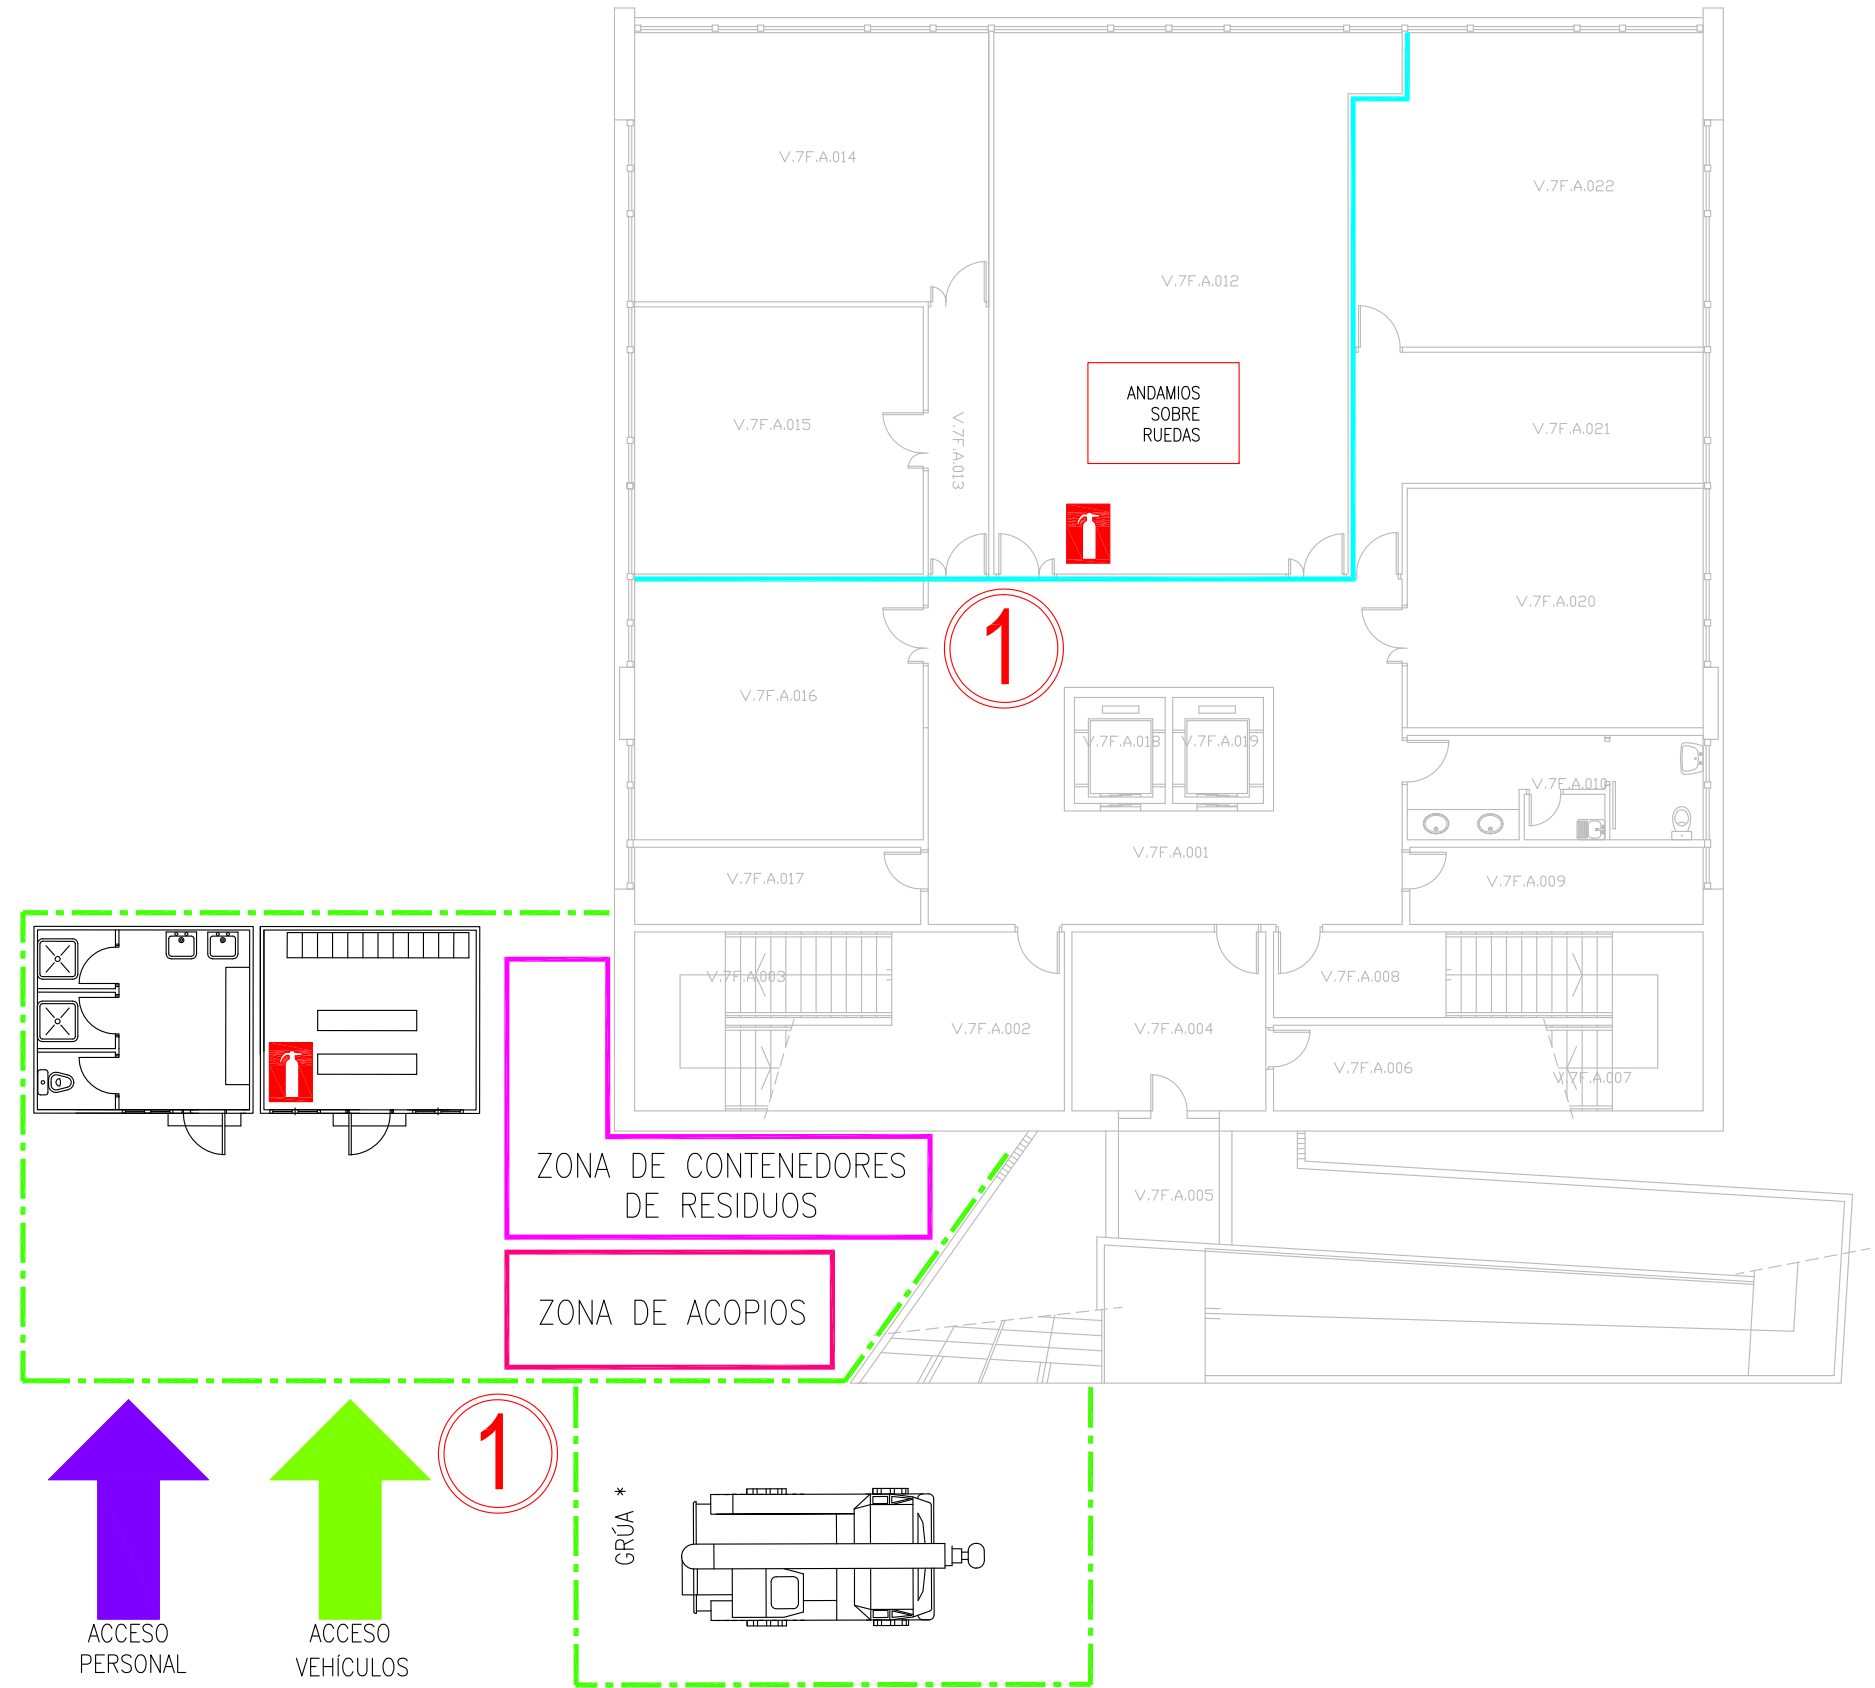 V.7F.A.014
V.7F.A.022
V.7F.A.012
ANDAMIOS
SOBRE
RUEDAS
V.7F.A.015
V.7F.A.013
V.7F.A.021
V.7F.A.020
1
V.7F.A.016
V.7F.A.018
V.7F.A.019
V.7F.A.010
V.7F.A.001
V.7F.A.017
V.7F.A.009
V.7F.A.003
V.7F.A.008
V.7F.A.002
V.7F.A.004
V.7F.A.006
V.7F.A.007
ZONA DE CONTENEDORES
DE RESIDUOS
V.7F.A.005
ZONA DE ACOPIOS
1
GRÚA *
ACCESO
PERSONAL
ACCESO
VEHÍCULOS